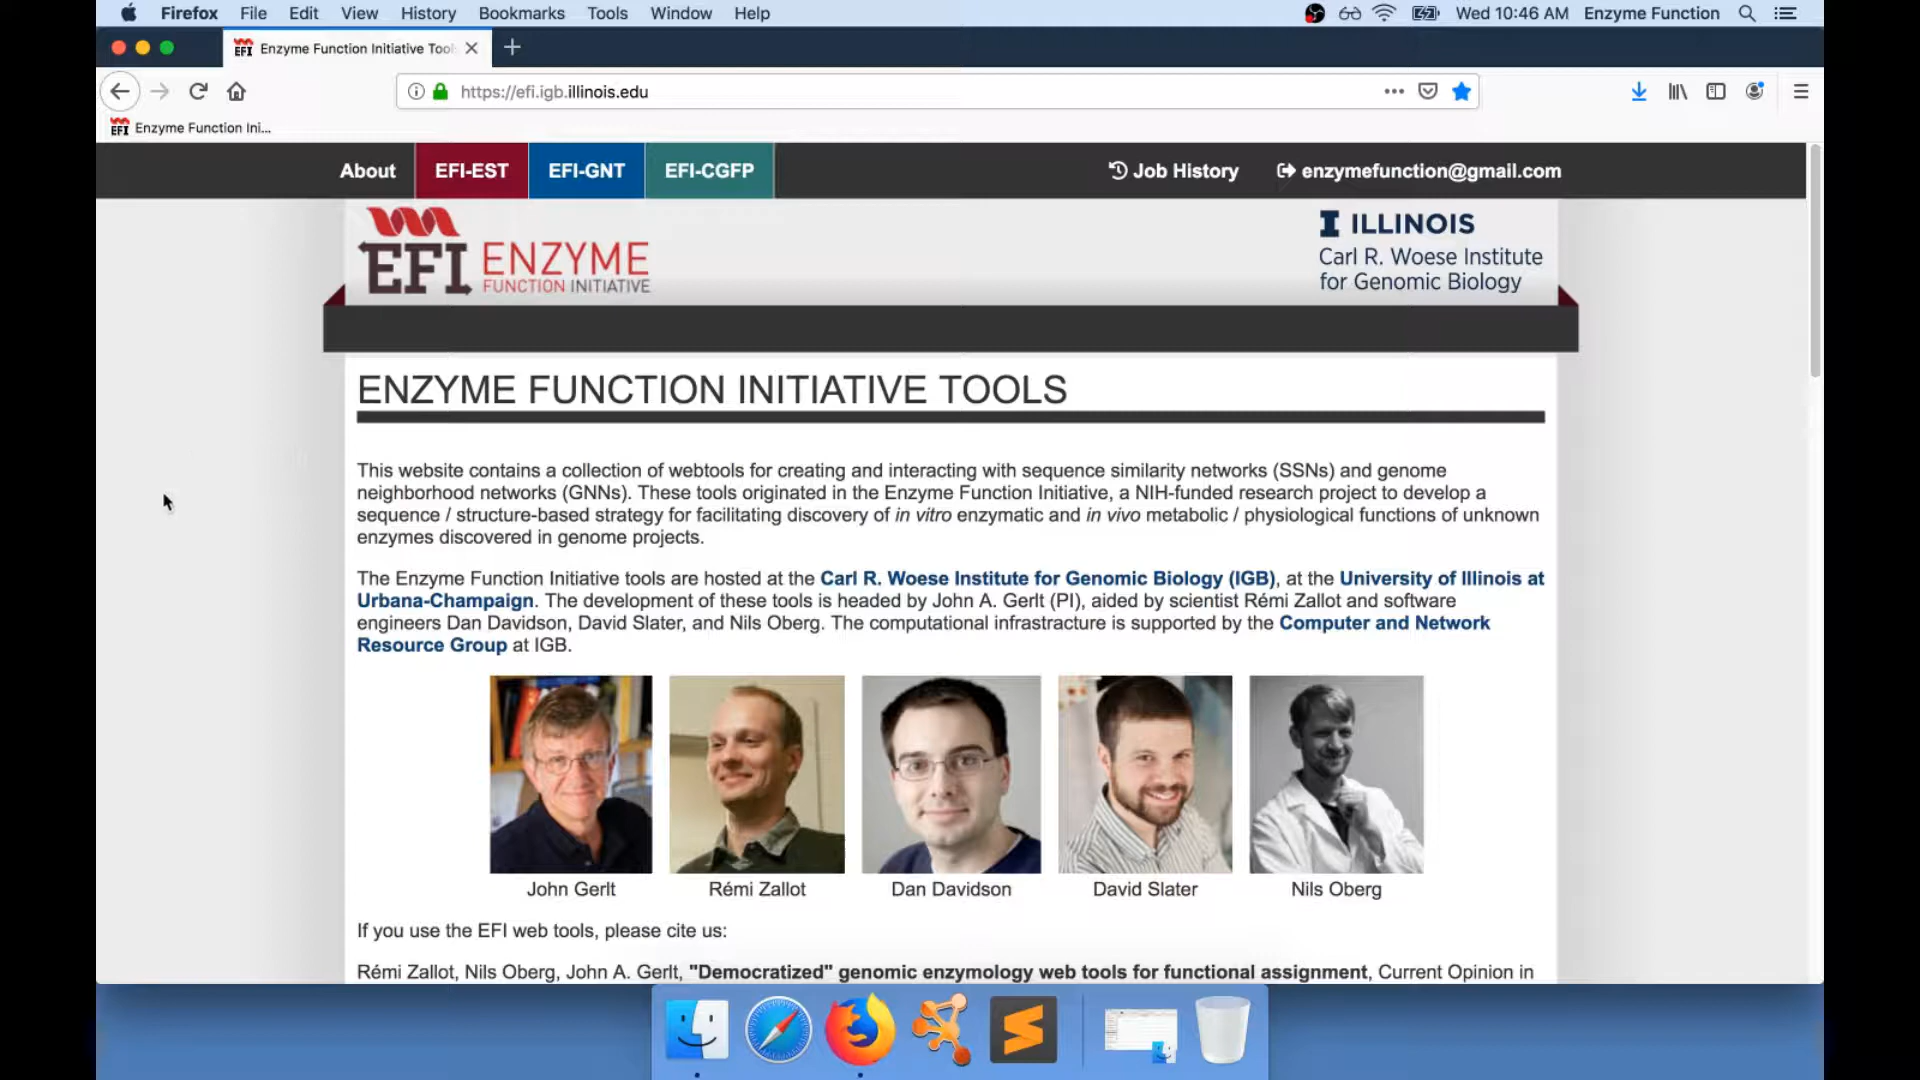 Firefox File Edit View History Bookmarks Tools Window Help Wed 10:46 AM Enzyme Function
EFI Enzyme Function Initiative Tool
https://efi.igb.illinois.edu
EFI Enzyme Function Ini...
About EFI-EST EFI-GNT EFI-CGFP Job History enzymefunction@gmail.com
EFI ENZYME
FUNCTION INITIATIVE
I ILLINOIS
Carl R. Woese Institute
for Genomic Biology
ENZYME FUNCTION INITIATIVE TOOLS
This website contains a collection of webtools for creating and interacting with sequence similarity networks (SSNs) and genome
neighborhood networks (GNNs). These tools originated in the Enzyme Function Initiative, a NIH-funded research project to develop a
sequence / structure-based strategy for facilitating discovery of in vitro enzymatic and in vivo metabolic / physiological functions of unknown
enzymes discovered in genome projects.
The Enzyme Function Initiative tools are hosted at the Carl R. Woese Institute for Genomic Biology (IGB), at the University of Illinois at
Urbana-Champaign. The development of these tools is headed by John A. Gerlt (PI), aided by scientist Rémi Zallot and software
engineers Dan Davidson, David Slater, and Nils Oberg. The computational infrastracture is supported by the Computer and Network
Resource Group at IGB.
John Gerlt Rémi Zallot Dan Davidson David Slater Nils Oberg
If you use the EFI web tools, please cite us:
Rémi Zallot, Nils Oberg, John A. Gerlt, "Democratized" genomic enzymology web tools for functional assignment, Current Opinion in